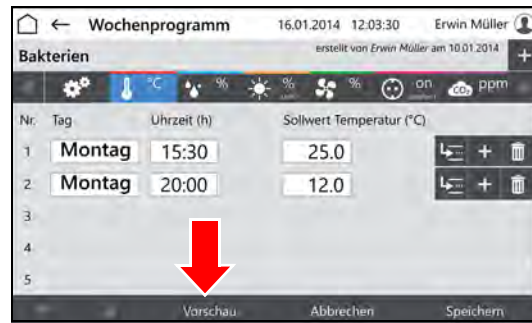 Wochenprogramm 16.01.2014 12:03:30 Erwin Müller
Bakterien erstellt von Erwin Müller am 10.01.2014 +
°C % % % on CO₂ ppm
Nr. Tag Uhrzeit (h) Sollwert Temperatur (°C)
1 Montag 15:30 25.0 +
2 Montag 20:00 12.0 +
3
4
5
Vorschau Abbrechen Speichern